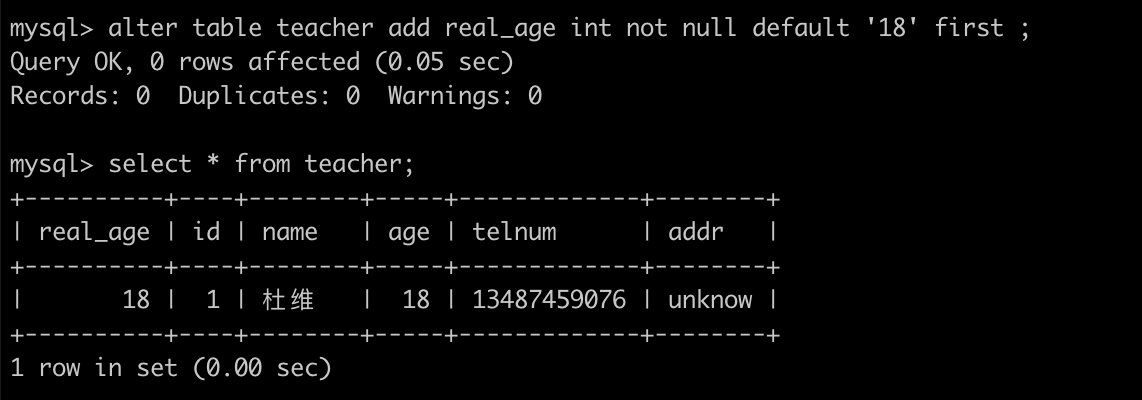 mysql> alter table teacher add real_age int not null default '18' first ;
Query OK, 0 rows affected (0.05 sec)
Records: 0  Duplicates: 0  Warnings: 0

mysql> select * from teacher;
+----------+----+--------+-----+-------------+--------+
| real_age | id | name   | age | telnum      | addr   |
+----------+----+--------+-----+-------------+--------+
|       18 |  1 | 杜维   |  18 | 13487459076 | unknow |
+----------+----+--------+-----+-------------+--------+
1 row in set (0.00 sec)